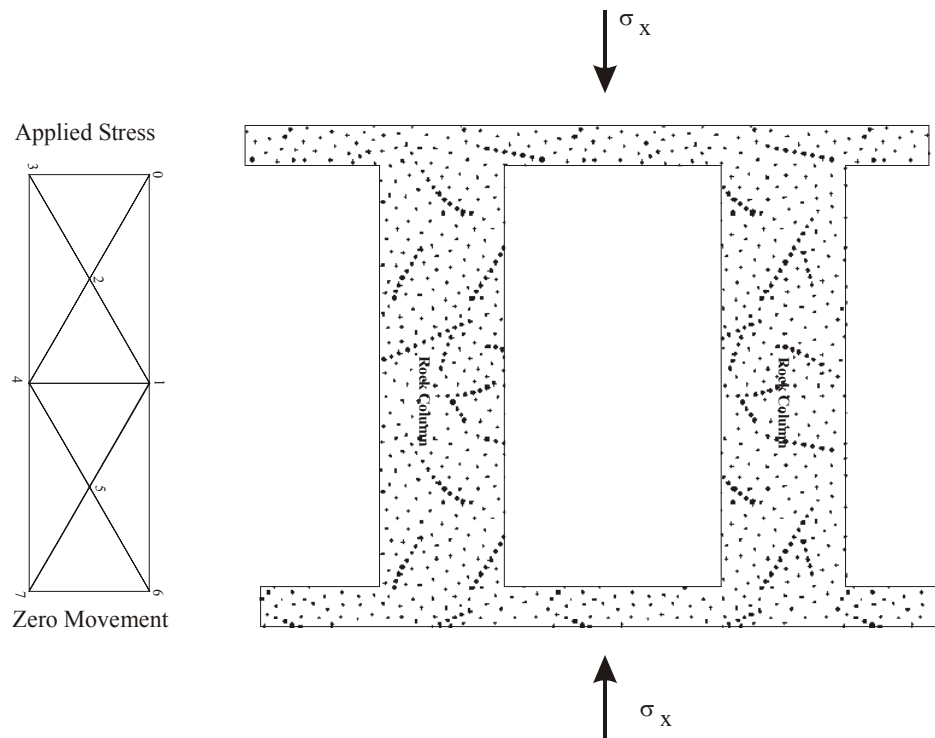 σ x
Applied Stress
3
0
2
4
1
Rock Column
Rock Column
5
7
6
Zero Movement
σ x